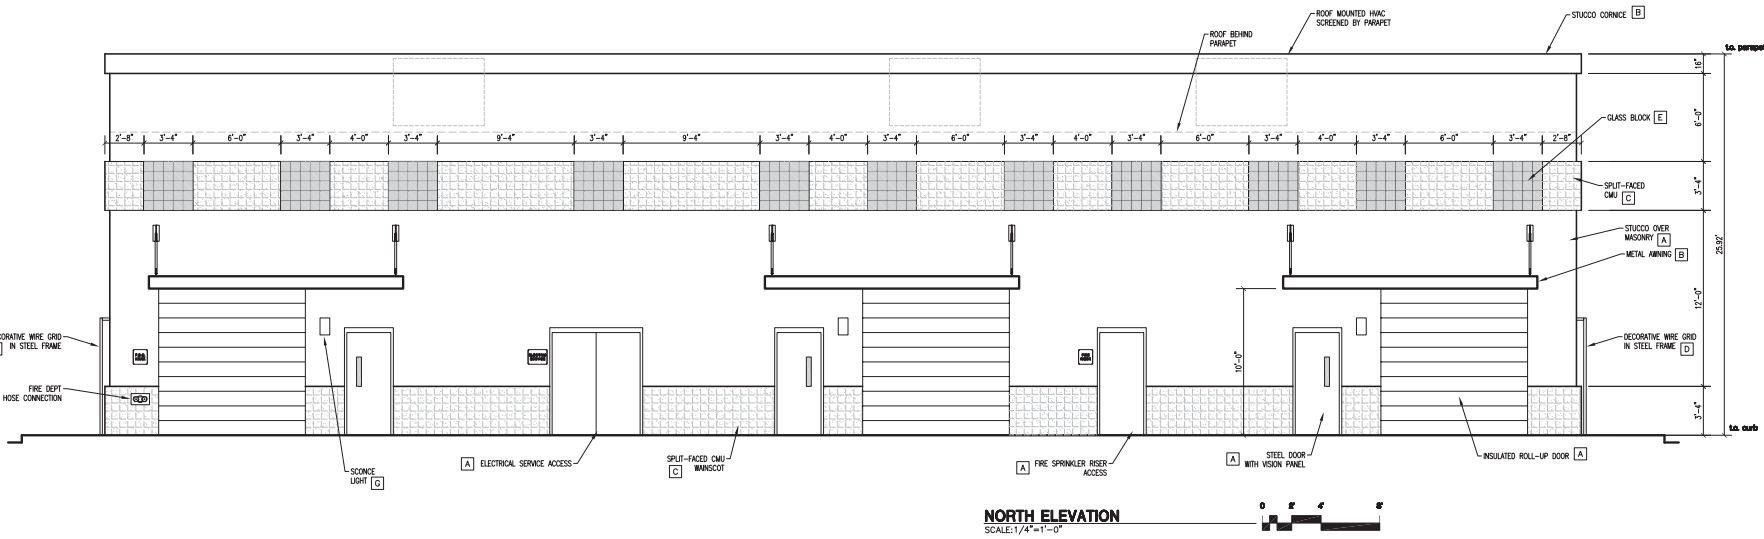 ROOF MOUNTED HVAC
SCREENED BY PARAPET
STUCCO CORNICE B
ROOF BEHIND
PARAPET
t.o. parapet
16"
2'-8" 3'-4" 6'-0" 3'-4" 4'-0" 3'-4" 9'-4" 3'-4" 9'-4" 3'-4" 4'-0" 3'-4" 6'-0" 3'-4" 4'-0" 3'-4" 6'-0" 3'-4" 4'-0" 3'-4" 6'-0" 3'-4" 2'-8"
6'-0"
GLASS BLOCK E
3'-4"
SPLIT-FACED
CMU C
STUCCO OVER
MASONRY A
METAL AWNING B
25.92'
12'-0"
10'-0"
CORATIVE WIRE GRID
IN STEEL FRAME
DECORATIVE WIRE GRID
IN STEEL FRAME D
FIRE DEPT
HOSE CONNECTION
3'-4"
t.o. curb
SCONCE
LIGHT G
A ELECTRICAL SERVICE ACCESS
SPLIT-FACED CMU
C WAINSCOT
A FIRE SPRINKLER RISER
ACCESS
A STEEL DOOR
WITH VISION PANEL
INSULATED ROLL-UP DOOR A
NORTH ELEVATION
SCALE:1/4"=1'-0"
0 2' 4' 8'